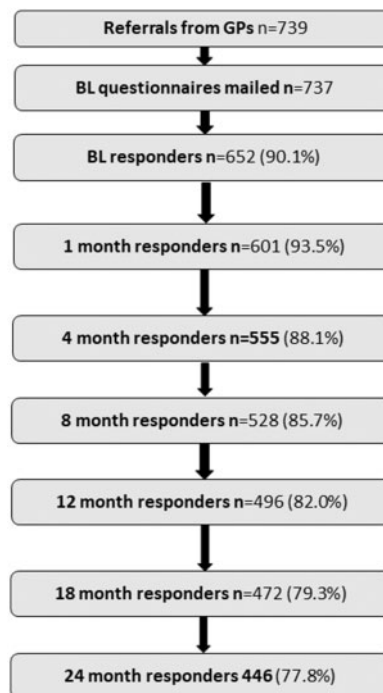 Referrals from GPs n=739
BL questionnaires mailed n=737
BL responders n=652 (90.1%)
1 month responders n=601 (93.5%)
4 month responders n=555 (88.1%)
8 month responders n=528 (85.7%)
12 month responders n=496 (82.0%)
18 month responders n=472 (79.3%)
24 month responders 446 (77.8%)